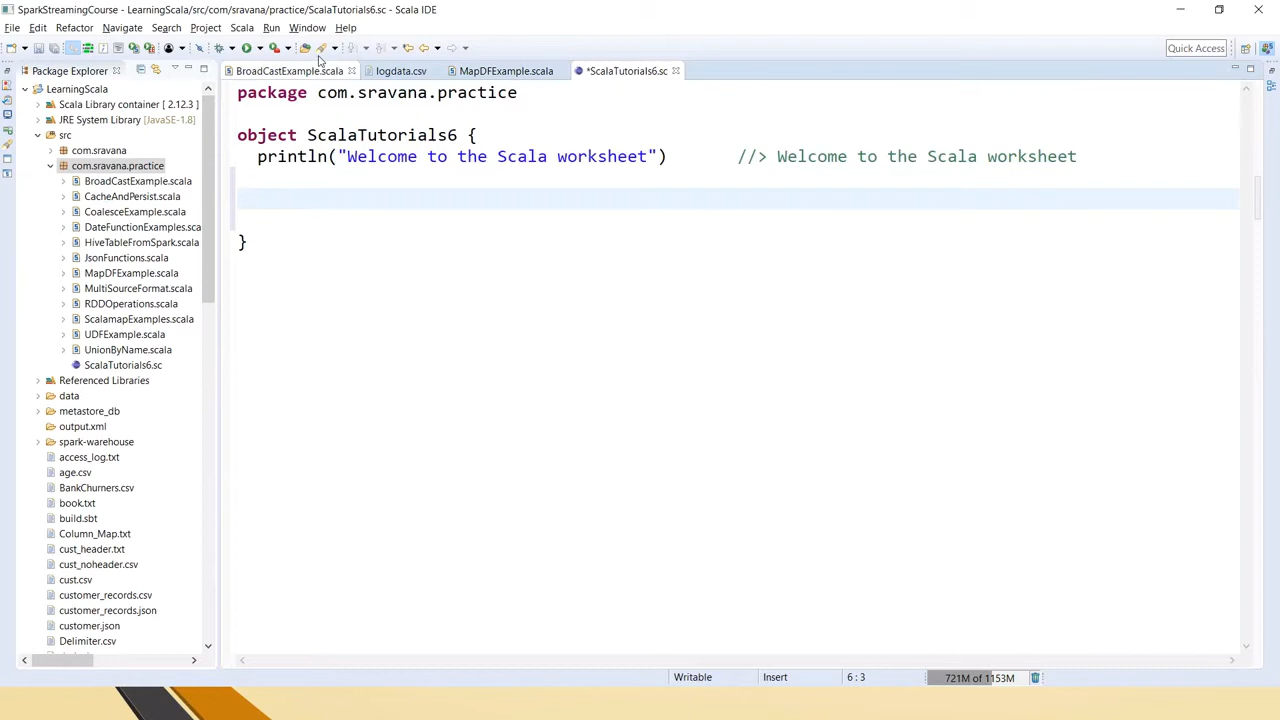 SparkStreamingCourse - LearningScala/src/com/sravana/practice/ScalaTutorials6.sc - Scala IDE
File Edit Refactor Navigate Search Project Scala Run Window Help
Quick Access
Package Explorer
BroadCastExample.scala logdata.csv MapDFExample.scala *ScalaTutorials6.sc
LearningScala
Scala Library container [ 2.12.3 ]
JRE System Library [JavaSE-1.8]
src
com.sravana
com.sravana.practice
BroadCastExample.scala
CacheAndPersist.scala
CoalesceExample.scala
DateFunctionExamples.sca
HiveTableFromSpark.scala
JsonFunctions.scala
MapDFExample.scala
MultiSourceFormat.scala
RDDOperations.scala
ScalamapExamples.scala
UDFExample.scala
UnionByName.scala
ScalaTutorials6.sc
Referenced Libraries
data
metastore_db
output.xml
spark-warehouse
access_log.txt
age.csv
BankChurners.csv
book.txt
build.sbt
Column_Map.txt
cust_header.txt
cust_noheader.csv
cust.csv
customer_records.csv
customer_records.json
customer.json
Delimiter.csv
package com.sravana.practice
object ScalaTutorials6 {
println("Welcome to the Scala worksheet") //> Welcome to the Scala worksheet
}
Writable Insert 6 : 3 721M of 1153M